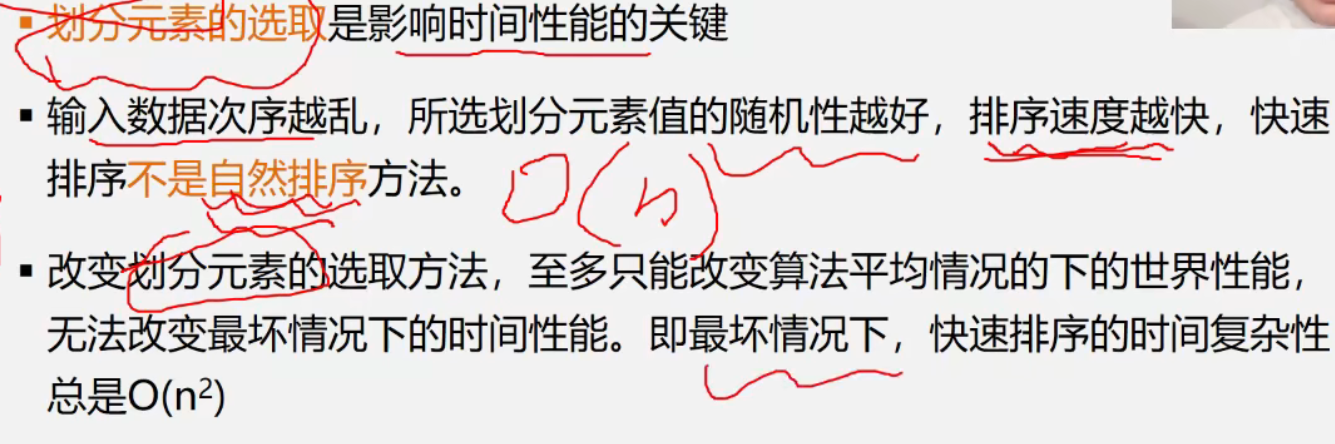 ▪ 划分元素的选取是影响时间性能的关键
▪ 输入数据次序越乱，所选划分元素值的随机性越好，排序速度越快，快速
排序不是自然排序方法。
O(n)
▪ 改变划分元素的选取方法，至多只能改变算法平均情况的下的世界性能，
无法改变最坏情况下的时间性能。即最坏情况下，快速排序的时间复杂性
总是O(n²)